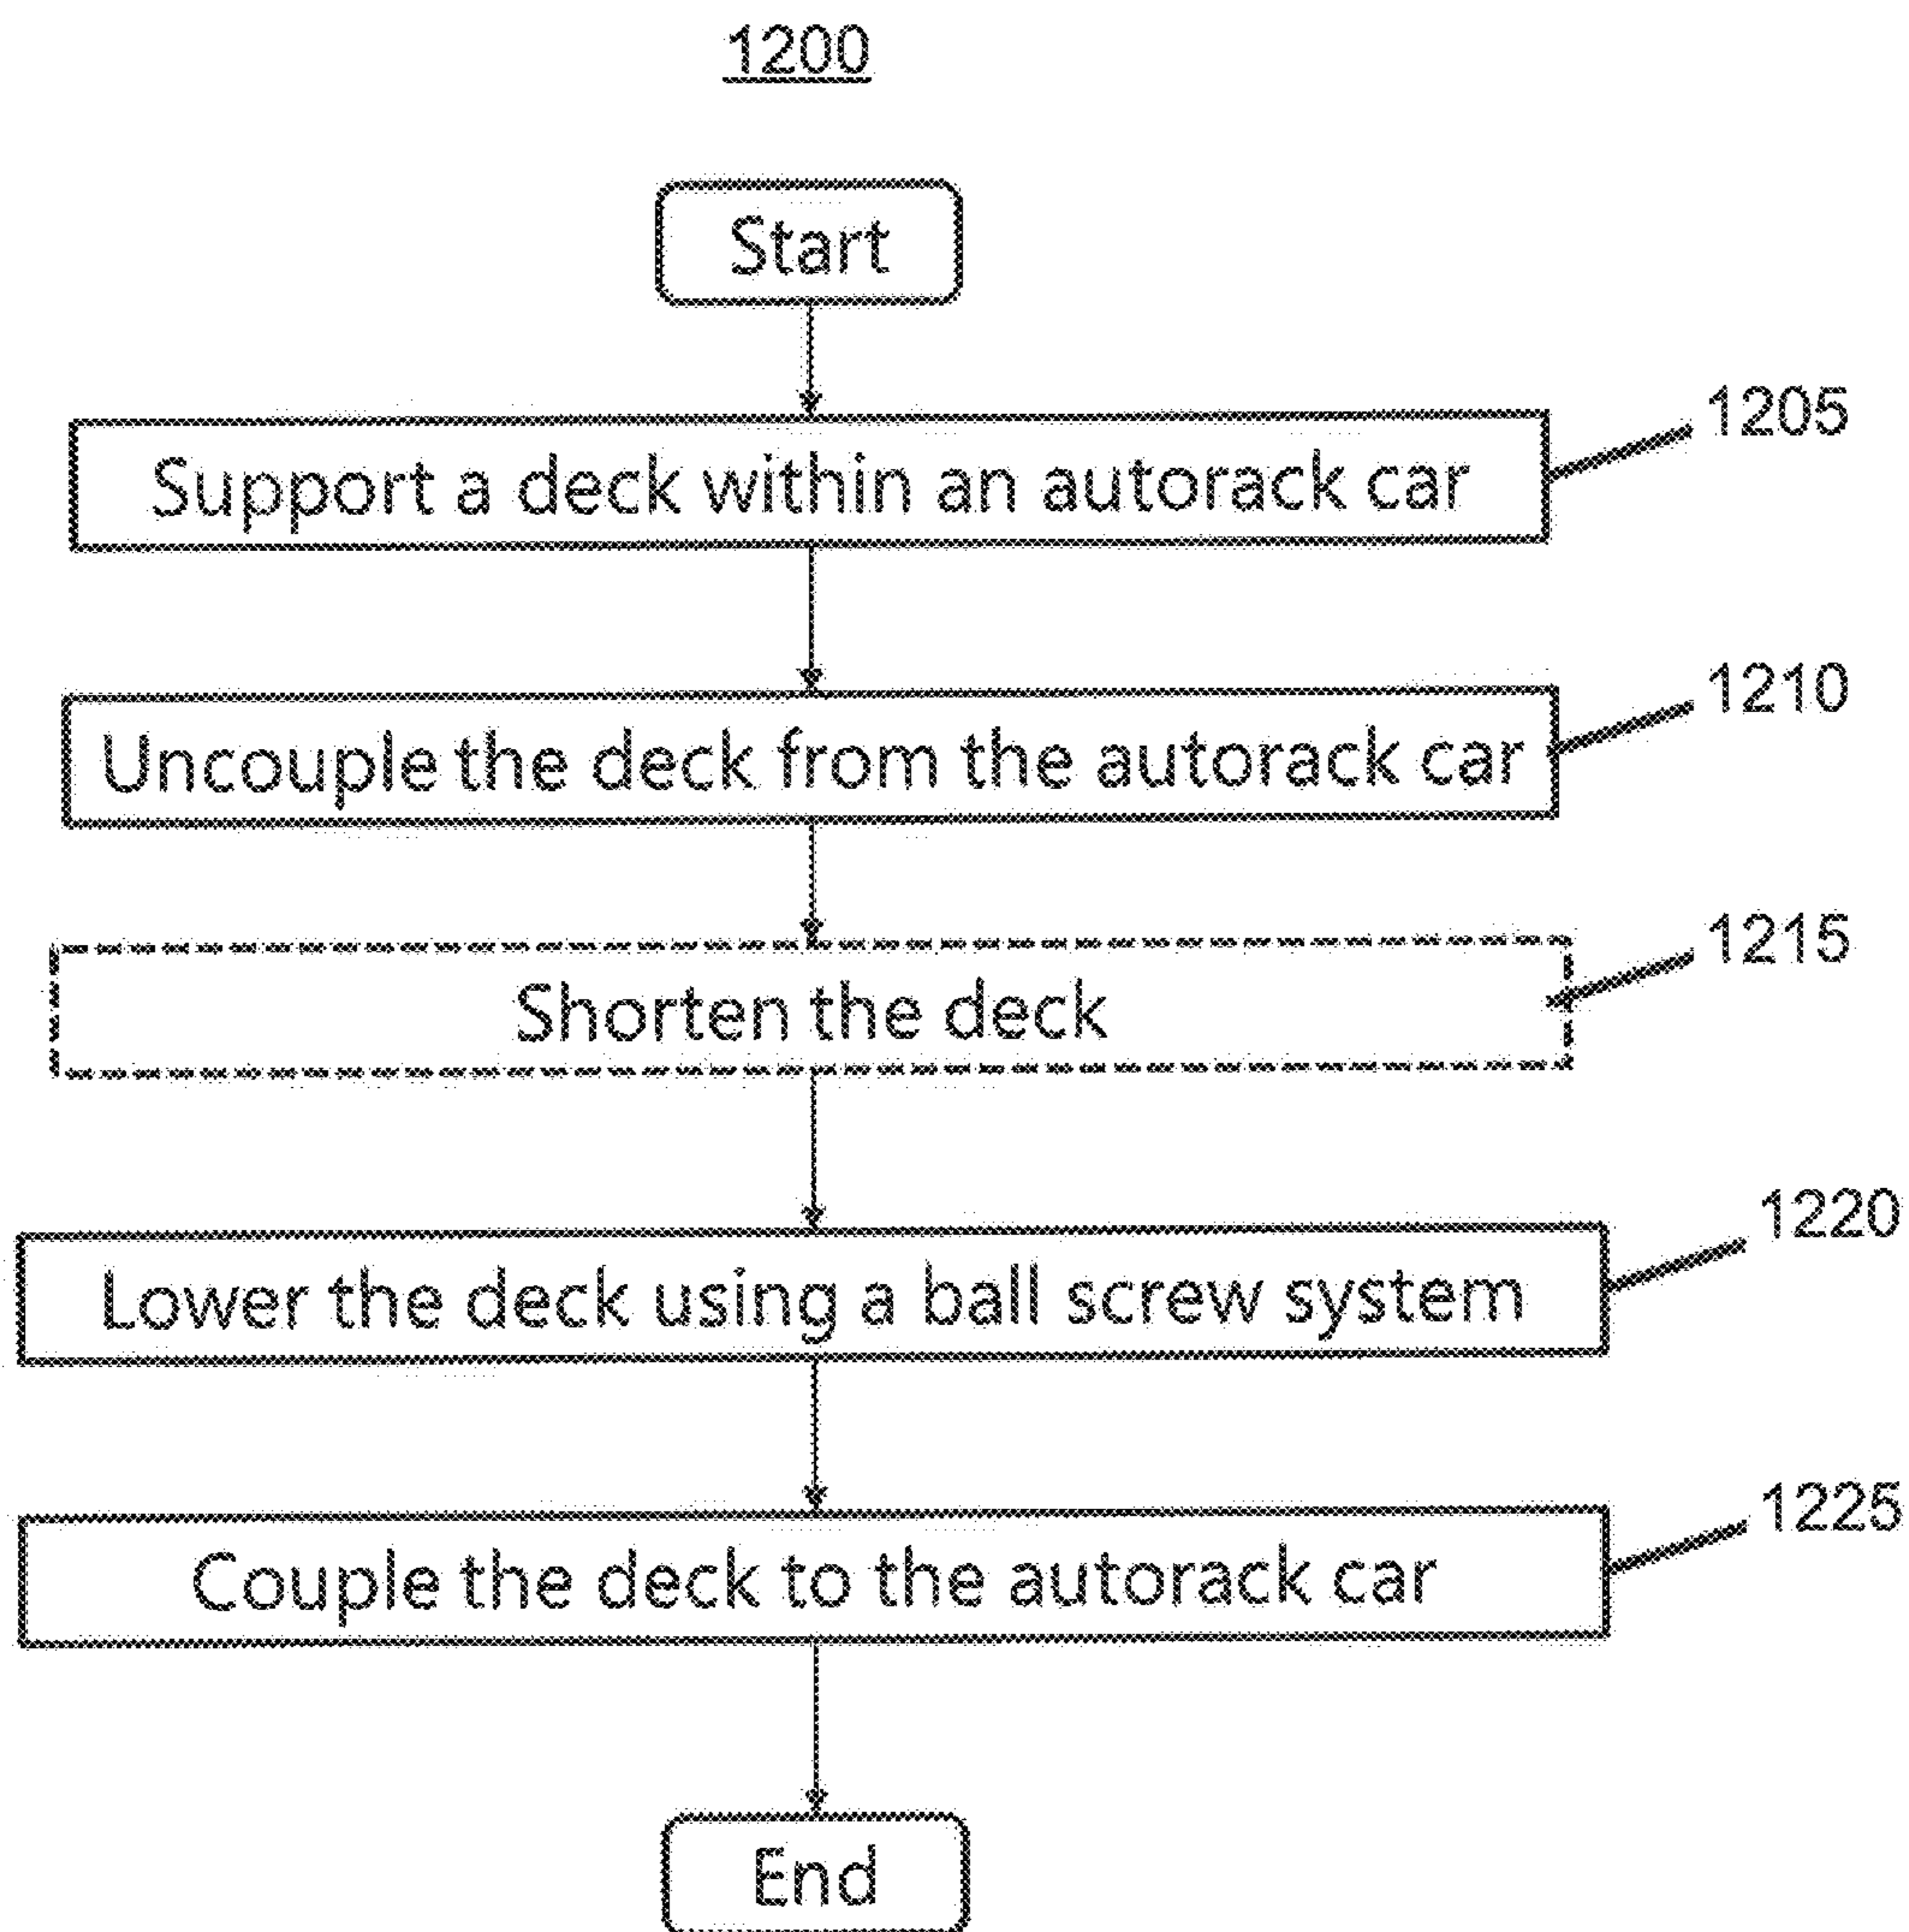 1200
Start
Support a deck within an autorack car
1205
Uncouple the deck from the autorack car
1210
Shorten the deck
1215
Lower the deck using a ball screw system
1220
Couple the deck to the autorack car
1225
End